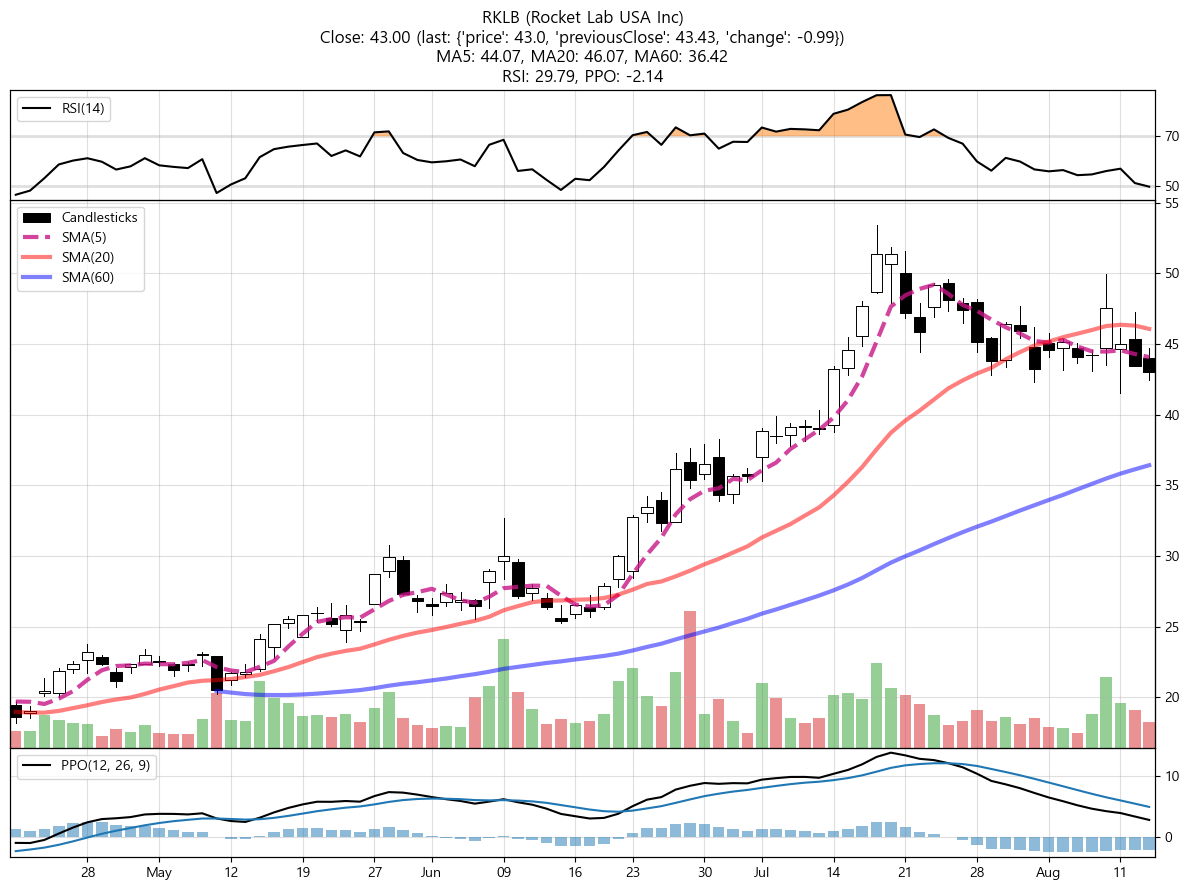 RKLB (Rocket Lab USA Inc)
Close: 43.00 (last: {'price': 43.0, 'previousClose': 43.43, 'change': -0.99})
MA5: 44.07, MA20: 46.07, MA60: 36.42
RSI: 29.79, PPO: -2.14
RSI(14)
70
50
Candlesticks
SMA(5)
SMA(20)
SMA(60)
55
50
45
40
35
30
25
20
PPO(12, 26, 9)
10
0
28 May 12 19 27 Jun 09 16 23 30 Jul 14 21 28 Aug 11